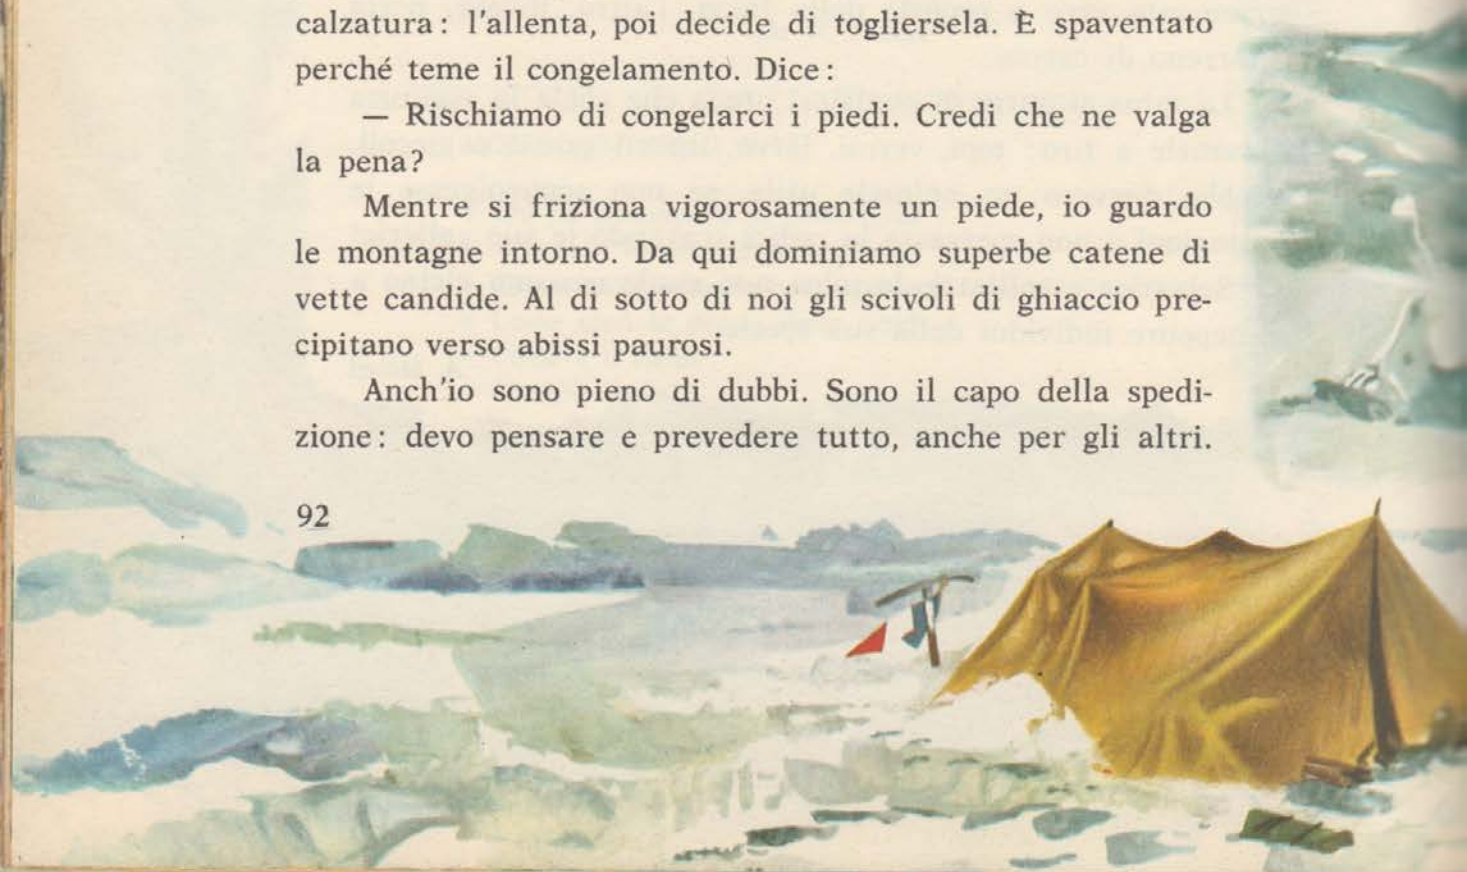 calzatura: l'allenta, poi decide di togliersela. È spaventato
perché teme il congelamento. Dice:
— Rischiamo di congelarci i piedi. Credi che ne valga
la pena?
Mentre si friziona vigorosamente un piede, io guardo
le montagne intorno. Da qui dominiamo superbe catene di
vette candide. Al di sotto di noi gli scivoli di ghiaccio pre-
cipitano verso abissi paurosi.
Anch'io sono pieno di dubbi. Sono il capo della spedi-
zione: devo pensare e prevedere tutto, anche per gli altri.
92